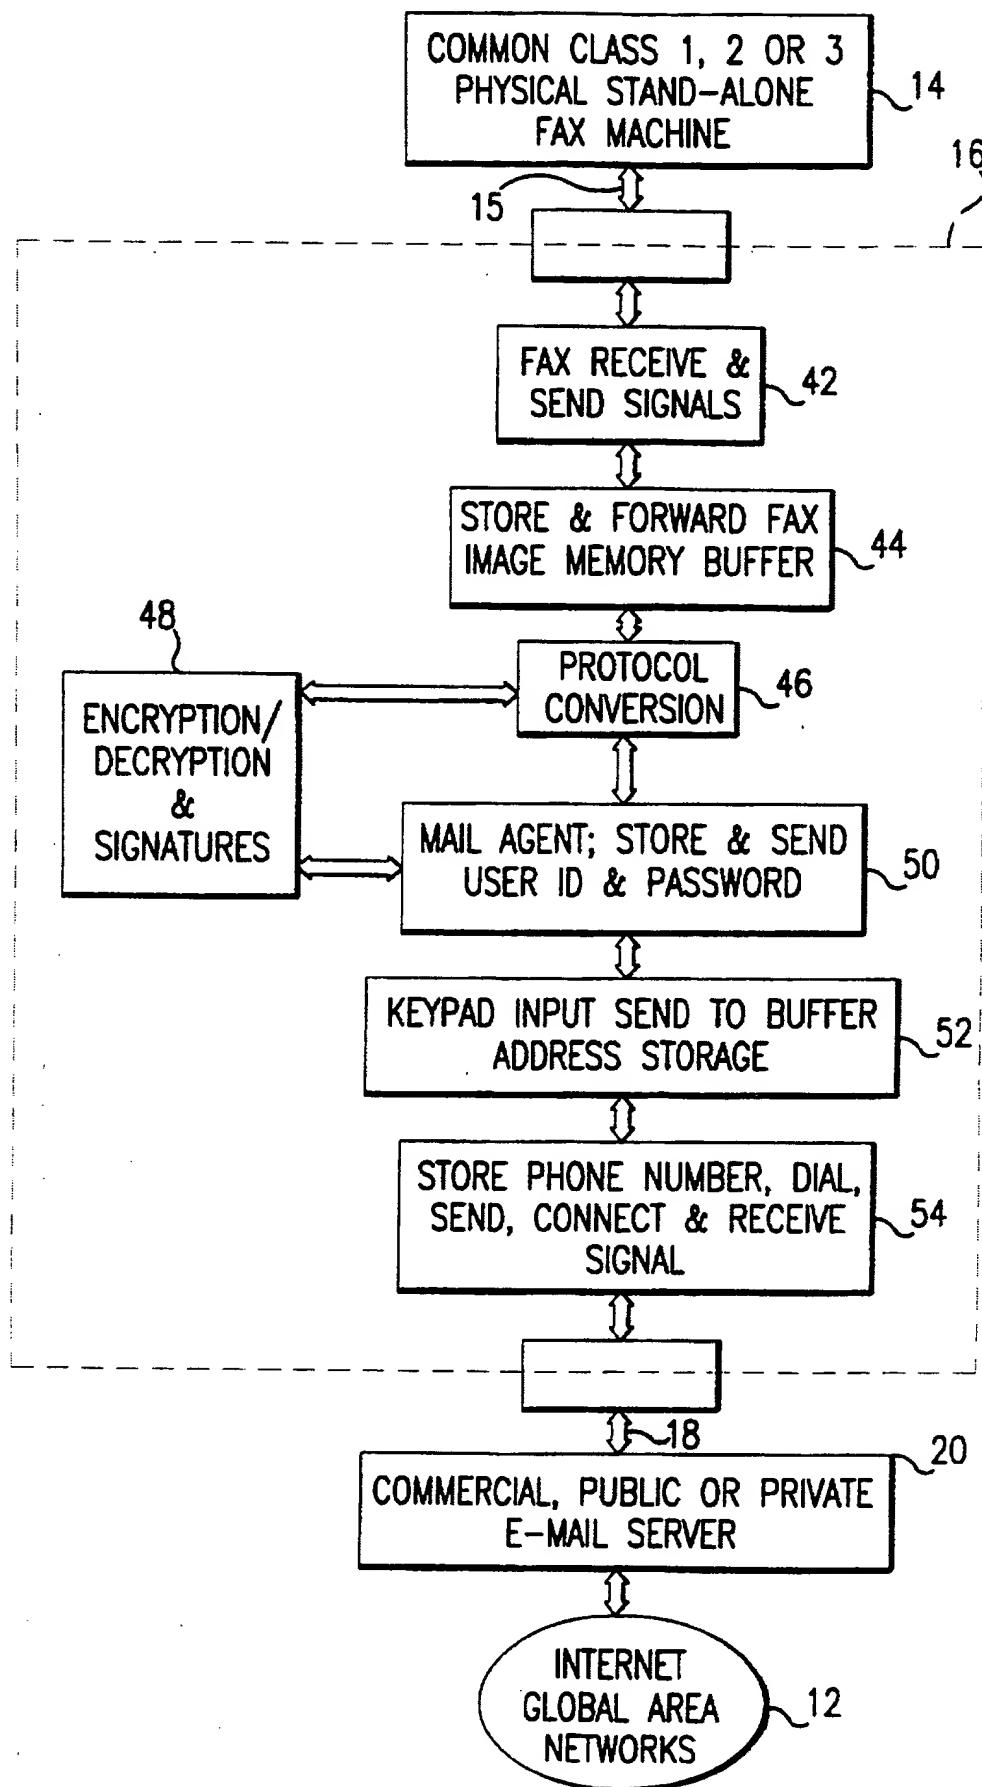 COMMON CLASS 1, 2 OR 3
PHYSICAL STAND-ALONE
FAX MACHINE
14
16
15
FAX RECEIVE &
SEND SIGNALS
42
STORE & FORWARD FAX
IMAGE MEMORY BUFFER
44
48
PROTOCOL
CONVERSION
46
ENCRYPTION/
DECRYPTION
&
SIGNATURES
MAIL AGENT; STORE & SEND
USER ID & PASSWORD
50
KEYPAD INPUT SEND TO BUFFER
ADDRESS STORAGE
52
STORE PHONE NUMBER, DIAL,
SEND, CONNECT & RECEIVE
SIGNAL
54
18
20
COMMERCIAL, PUBLIC OR PRIVATE
E-MAIL SERVER
INTERNET
GLOBAL AREA
NETWORKS
12